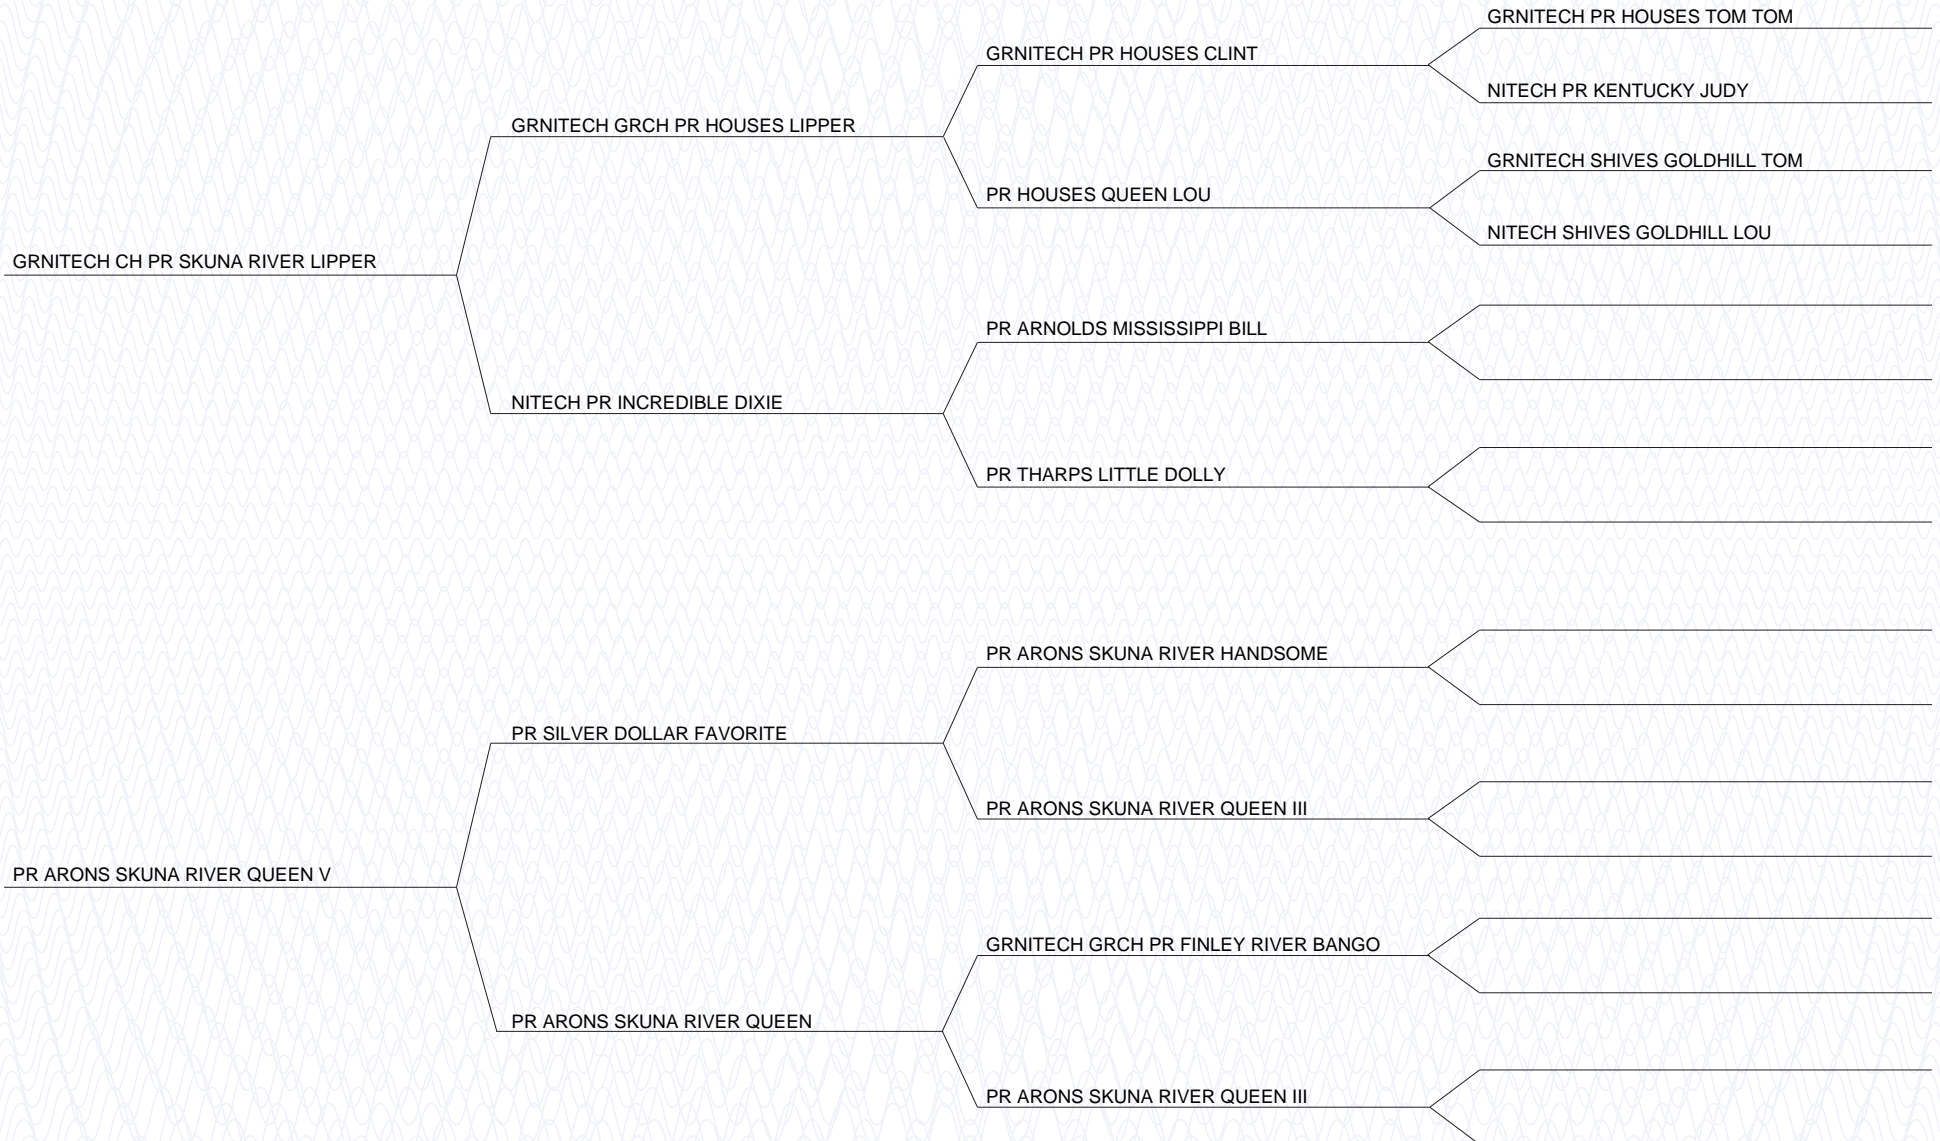 GRNITECH PR HOUSES TOM TOM
GRNITECH PR HOUSES CLINT
NITECH PR KENTUCKY JUDY
GRNITECH GRCH PR HOUSES LIPPER
GRNITECH SHIVES GOLDHILL TOM
PR HOUSES QUEEN LOU
NITECH SHIVES GOLDHILL LOU
GRNITECH CH PR SKUNA RIVER LIPPER
PR ARNOLDS MISSISSIPPI BILL
NITECH PR INCREDIBLE DIXIE
PR THARPS LITTLE DOLLY
PR ARONS SKUNA RIVER HANDSOME
PR SILVER DOLLAR FAVORITE
PR ARONS SKUNA RIVER QUEEN III
PR ARONS SKUNA RIVER QUEEN V
GRNITECH GRCH PR FINLEY RIVER BANGO
PR ARONS SKUNA RIVER QUEEN
PR ARONS SKUNA RIVER QUEEN III